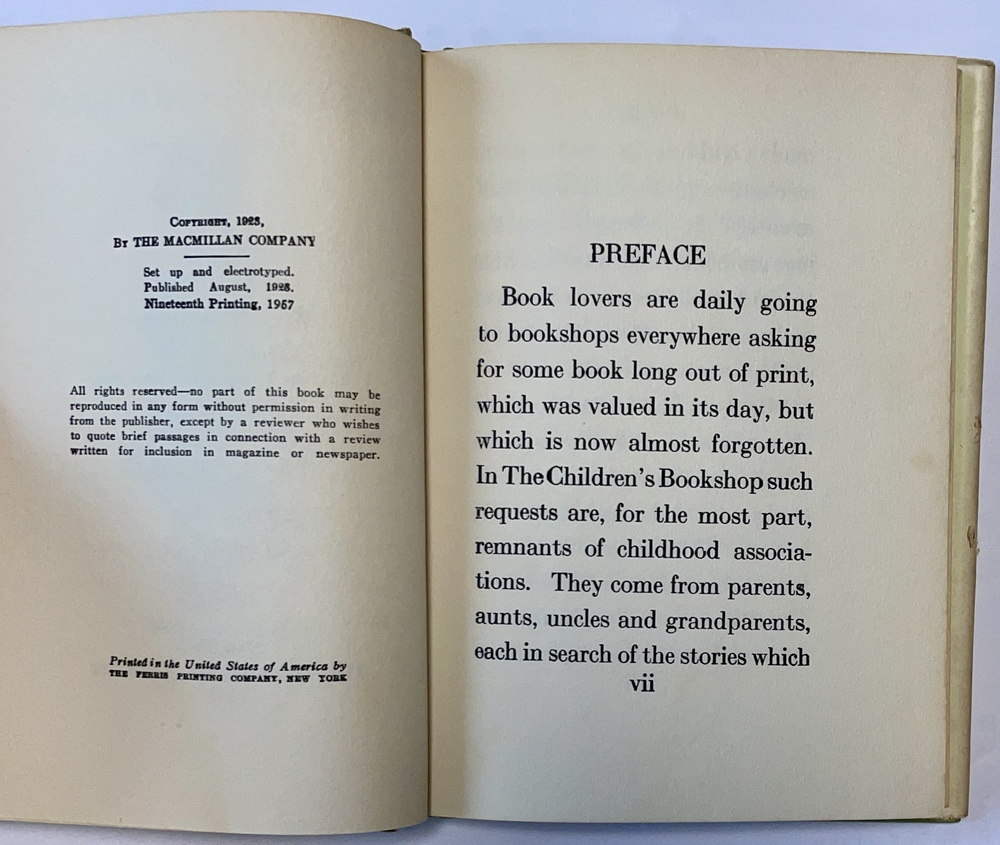 COPYRIGHT, 1923,
BY THE MACMILLAN COMPANY
Set up and electrotyped.
Published August, 1923.
Nineteenth Printing, 1957
All rights reserved—no part of this book may be
reproduced in any form without permission in writing
from the publisher, except by a reviewer who wishes
to quote brief passages in connection with a review
written for inclusion in magazine or newspaper.
Printed in the United States of America by
THE FERRIS PRINTING COMPANY, NEW YORK
PREFACE
Book lovers are daily going
to bookshops everywhere asking
for some book long out of print,
which was valued in its day, but
which is now almost forgotten.
In The Children's Bookshop such
requests are, for the most part,
remnants of childhood associa-
tions. They come from parents,
aunts, uncles and grandparents,
each in search of the stories which
vii